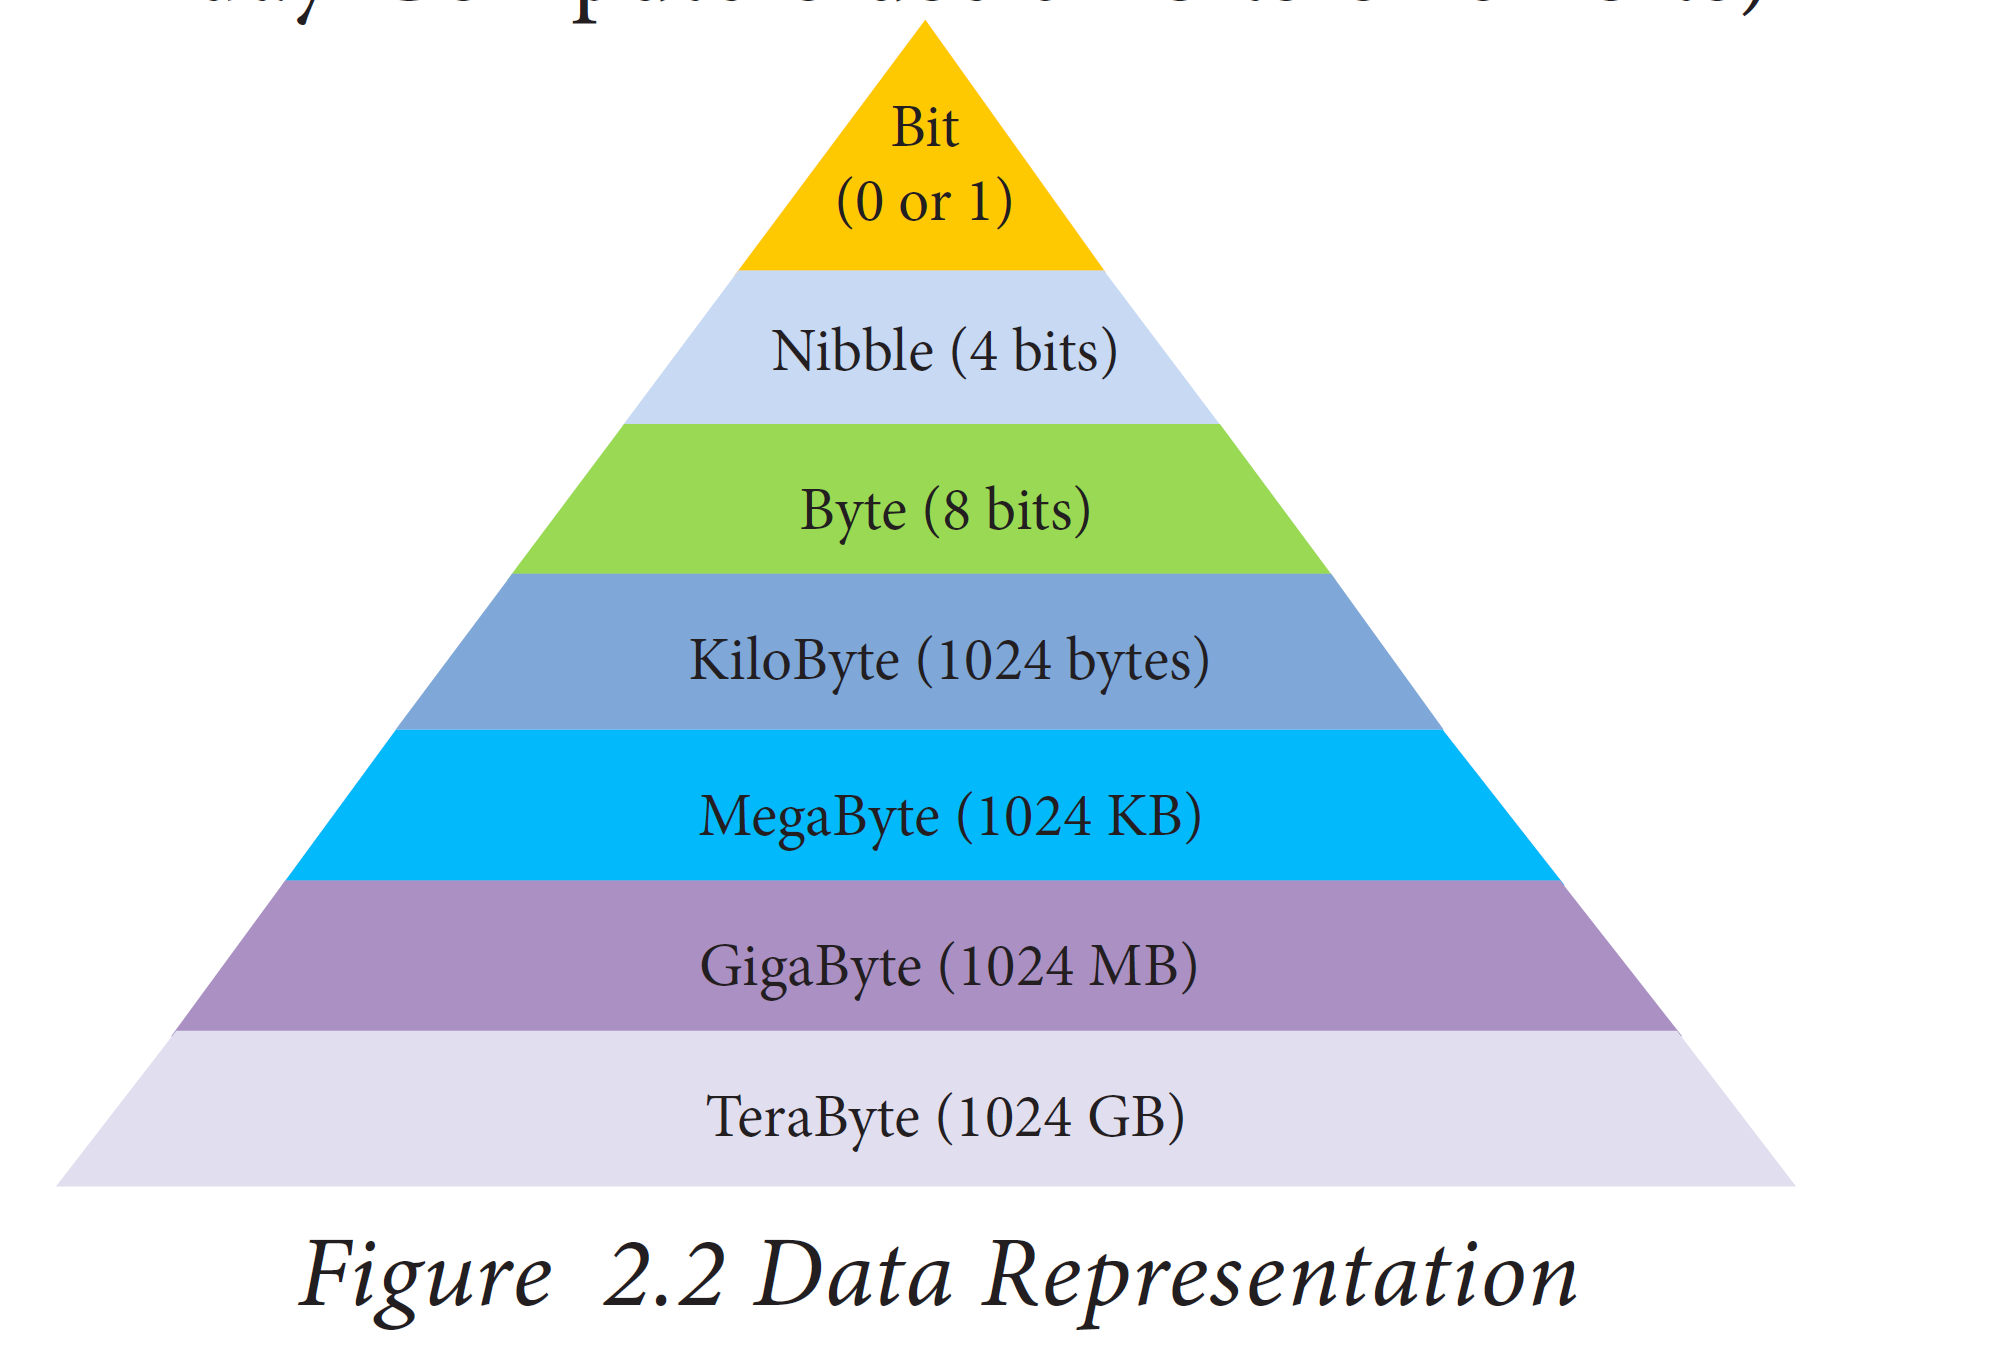 Bit
(0 or 1)
Nibble (4 bits)
Byte (8 bits)
KiloByte (1024 bytes)
MegaByte (1024 KB)
GigaByte (1024 MB)
TeraByte (1024 GB)
Figure 2.2 Data Representation